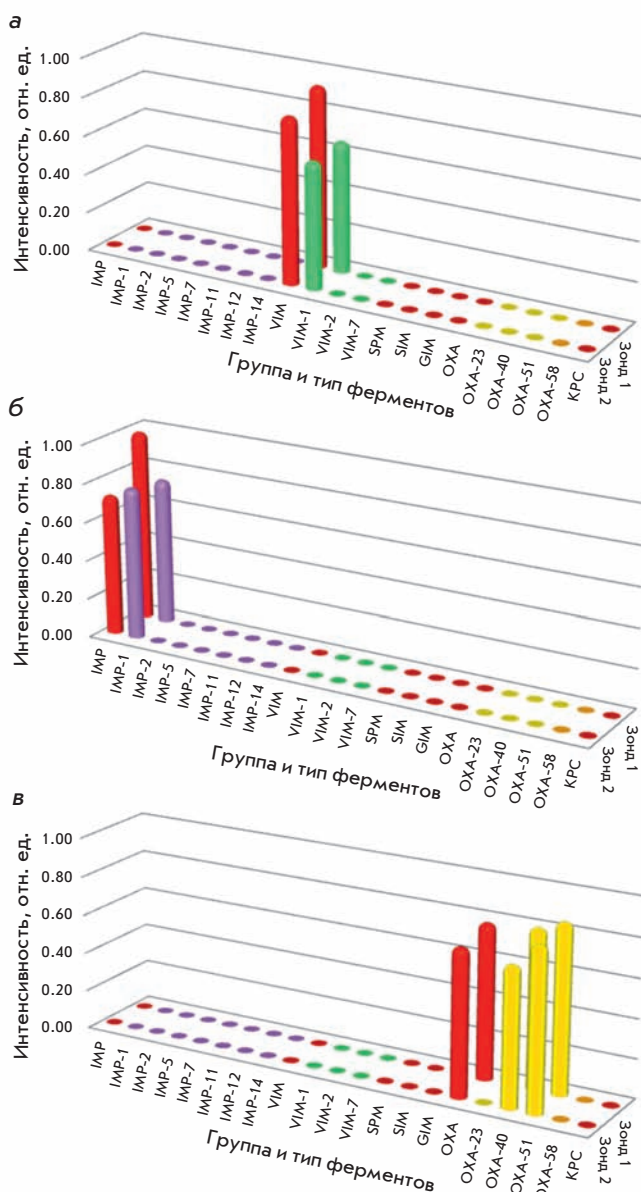 а
Интенсивность, отн. ед.
1.00
0.80
0.60
0.40
0.20
0.00
IMP
IMP-1
IMP-2
IMP-5
IMP-7
IMP-11
IMP-12
IMP-14
VIM
VIM-1
VIM-2
VIM-7
SPM
SIM
GIM
OXA
OXA-23
OXA-40
OXA-51
OXA-58
KPC
Зонд 2
Зонд 1
Группа и тип ферментов
б
Интенсивность, отн. ед.
1.00
0.80
0.60
0.40
0.20
0.00
IMP
IMP-1
IMP-2
IMP-5
IMP-7
IMP-11
IMP-12
IMP-14
VIM
VIM-1
VIM-2
VIM-7
SPM
SIM
GIM
OXA
OXA-23
OXA-40
OXA-51
OXA-58
KPC
Зонд 2
Зонд 1
Группа и тип ферментов
в
Интенсивность, отн. ед.
1.00
0.80
0.60
0.40
0.20
0.00
IMP
IMP-1
IMP-2
IMP-5
IMP-7
IMP-11
IMP-12
IMP-14
VIM
VIM-1
VIM-2
VIM-7
SPM
SIM
GIM
OXA
OXA-23
OXA-40
OXA-51
OXA-58
KPC
Зонд 2
Зонд 1
Группа и тип ферментов